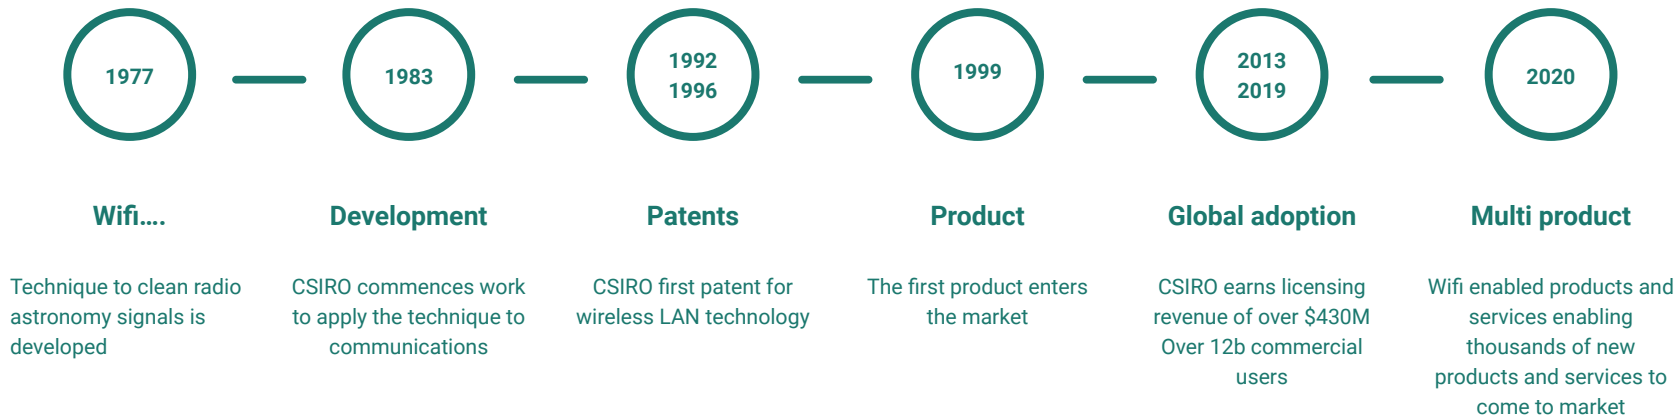 1977
1983
1992
1996
1999
2013
2019
2020
Wifi....
Development
Patents
Product
Global adoption
Multi product
Technique to clean radio
astronomy signals is
developed
CSIRO commences work
to apply the technique to
communications
CSIRO first patent for
wireless LAN technology
The first product enters
the market
CSIRO earns licensing
revenue of over $430M
Over 12b commercial
users
Wifi enabled products and
services enabling
thousands of new
products and services to
come to market